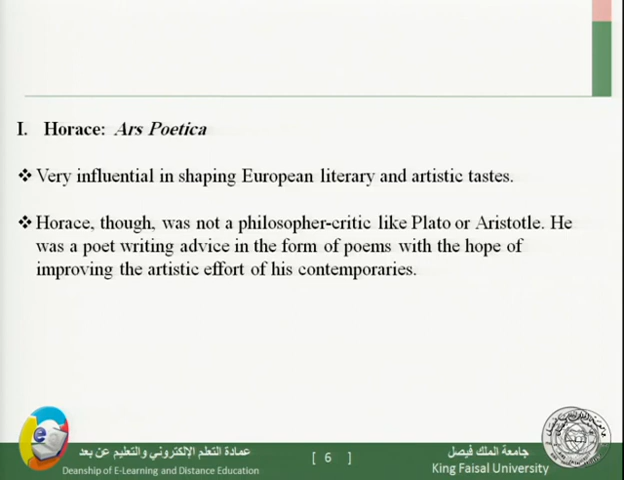 I. Horace: Ars Poetica
❖ Very influential in shaping European literary and artistic tastes.
❖ Horace, though, was not a philosopher-critic like Plato or Aristotle. He
was a poet writing advice in the form of poems with the hope of
improving the artistic effort of his contemporaries.
عمادة التعلم الإلكتروني والتعليم عن بعد
Deanship of E-Learning and Distance Education
[ 6 ]
جامعة الملك فيصل
King Faisal University